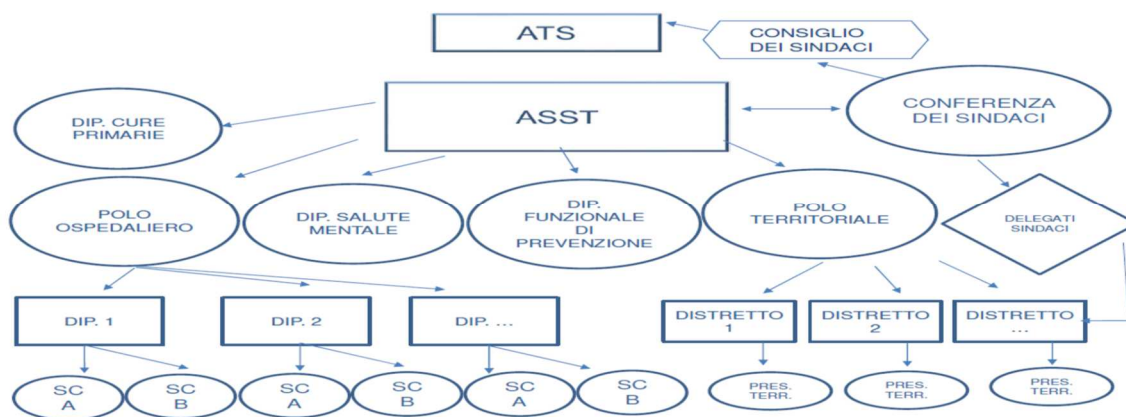 ATS
CONSIGLIO
DEI SINDACI
ASST
CONFERENZA
DEI SINDACI
DIP. CURE
PRIMARIE
POLO
OSPEDALIERO
DIP. SALUTE
MENTALE
DIP.
FUNZIONALE
DI
PREVENZIONE
POLO
TERRITORIALE
DELEGATI
SINDACI
DIP. 1
DIP. 2
DIP. ...
DISTRETTO
1
DISTRETTO
2
DISTRETTO
...
SC
A
SC
B
SC
A
SC
B
SC
A
SC
B
PRES.
TERR.
PRES.
TERR.
PRES.
TERR.